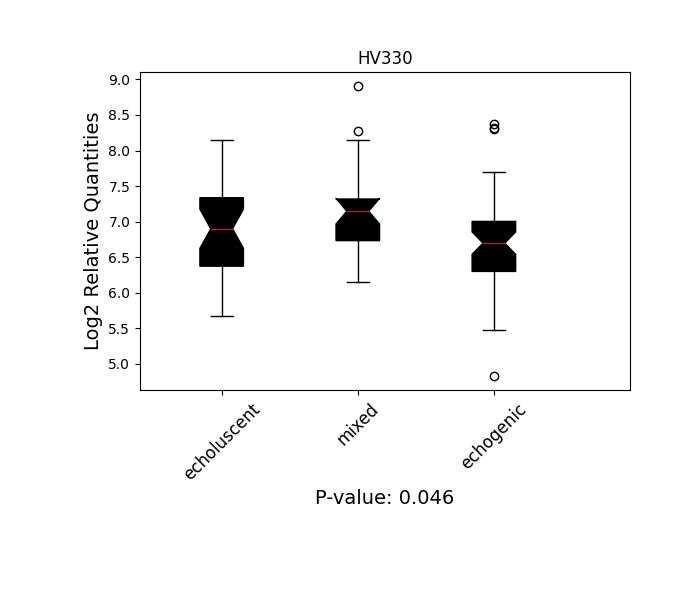 HV330
9.0
8.5
8.0
7.5
7.0
6.5
6.0
5.5
5.0
Log2 Relative Quantities
echoluscent
mixed
echogenic
P-value: 0.046